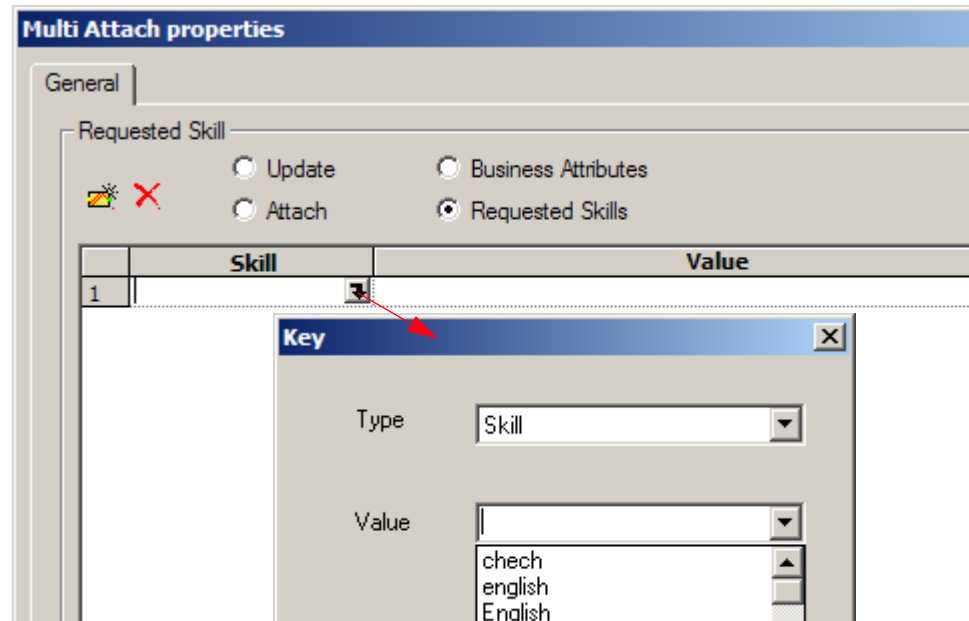 Multi Attach properties
General
Requested Skill
Update
Business Attributes
Attach
Requested Skills
Skill Value
1
Key
Type Skill
Value
chech
english
English